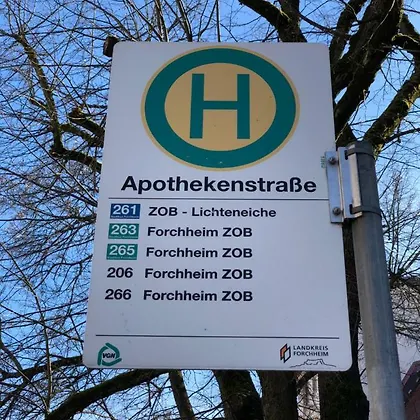 H
Apothekenstraße
261 ZOB - Lichteneiche
263 Forchheim ZOB
265 Forchheim ZOB
206 Forchheim ZOB
266 Forchheim ZOB
VGN
LANDKREIS
FORCHHEIM